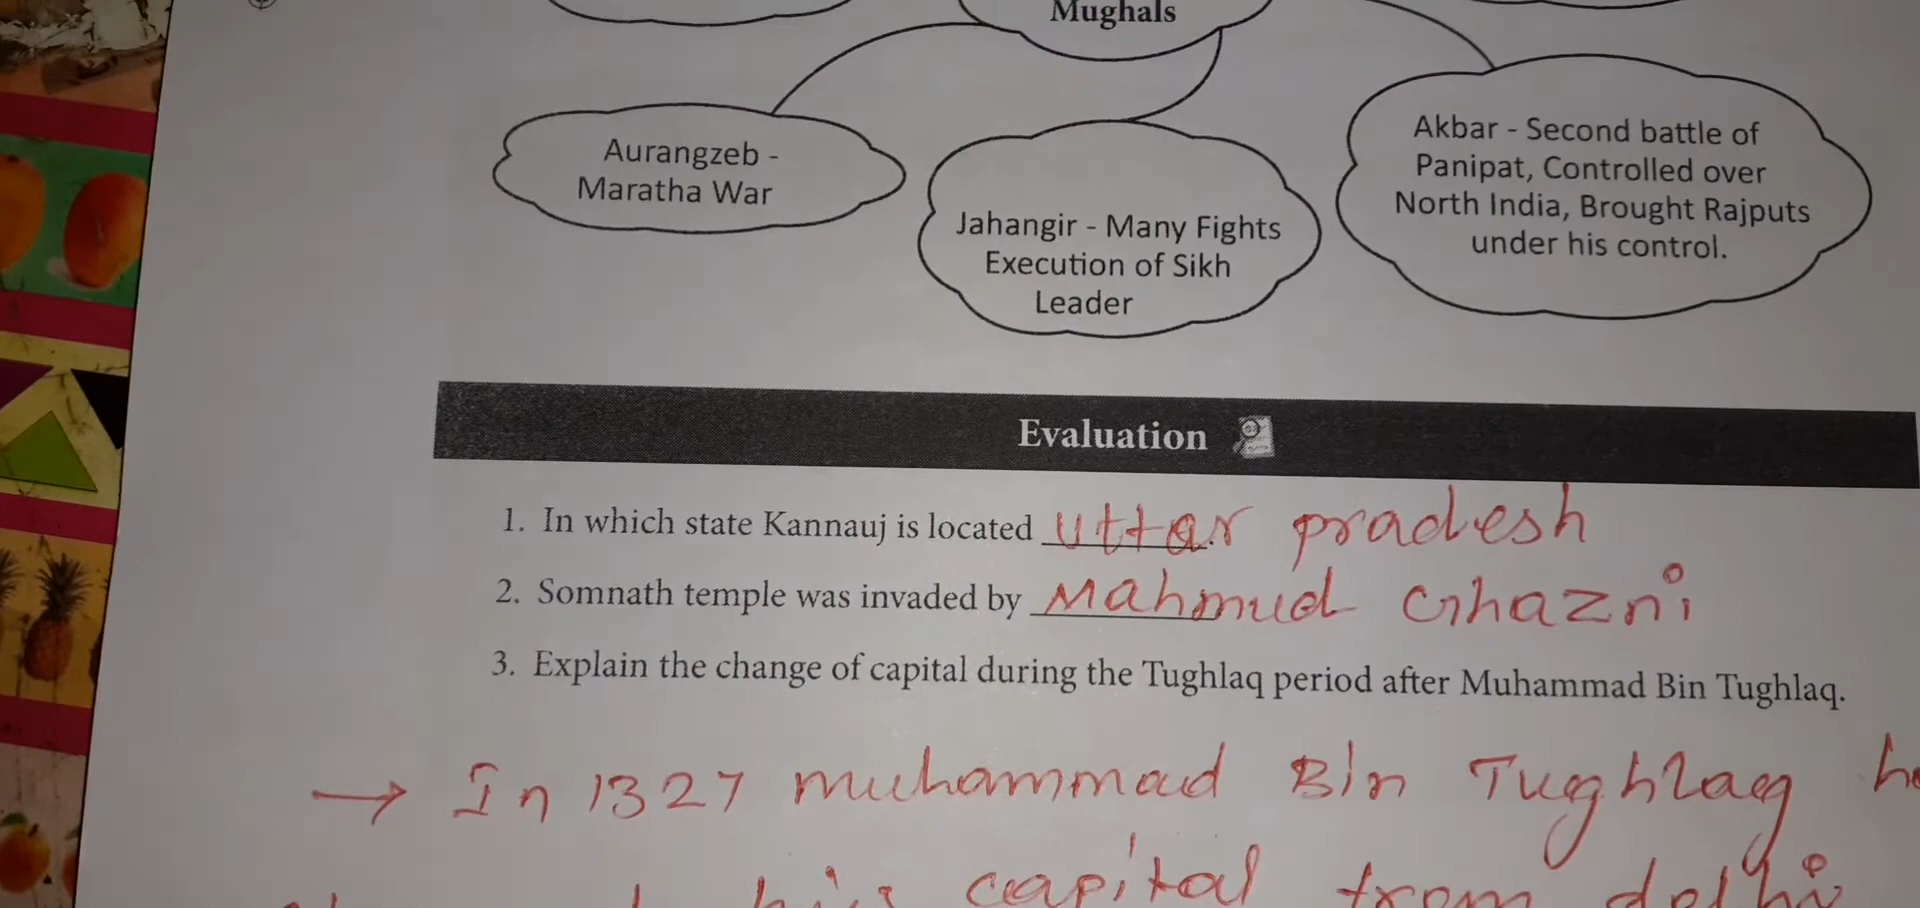 Mughals
Aurangzeb -
Maratha War
Jahangir - Many Fights
Execution of Sikh
Leader
Akbar - Second battle of
Panipat, Controlled over
North India, Brought Rajputs
under his control.
Evaluation
1. In which state Kannauj is located Uttar pradesh
2. Somnath temple was invaded by Mahmud Ghazni
3. Explain the change of capital during the Tughlaq period after Muhammad Bin Tughlaq.
→ In 1327 muhammad Bin Tughlaq
his capital from delhi